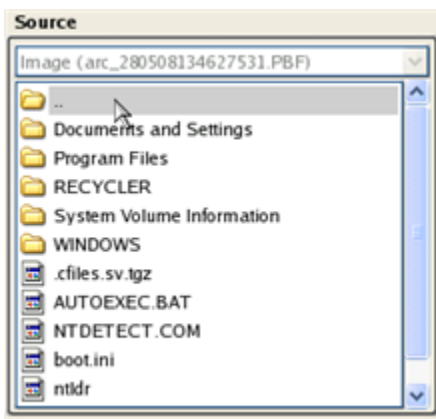 Source
Image (arc_280508134627531.PBF)
..
Documents and Settings
Program Files
RECYCLER
System Volume Information
WINDOWS
.cfiles.sv.tgz
AUTOEXEC.BAT
NTDETECT.COM
boot.ini
ntldr